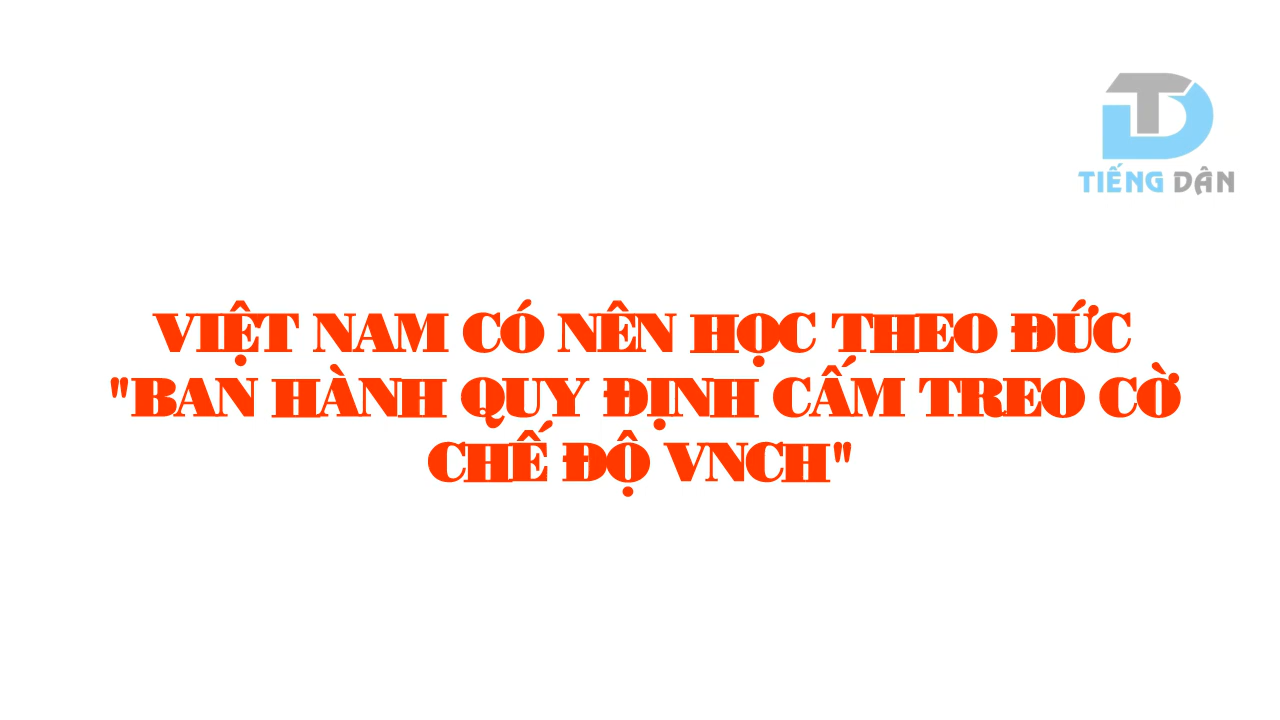 TIẾNG DÂN
VIỆT NAM CÓ NÊN HỌC THEO ĐỨC
"BAN HÀNH QUY ĐỊNH CẤM TREO CỜ
CHẾ ĐỘ VNCH"